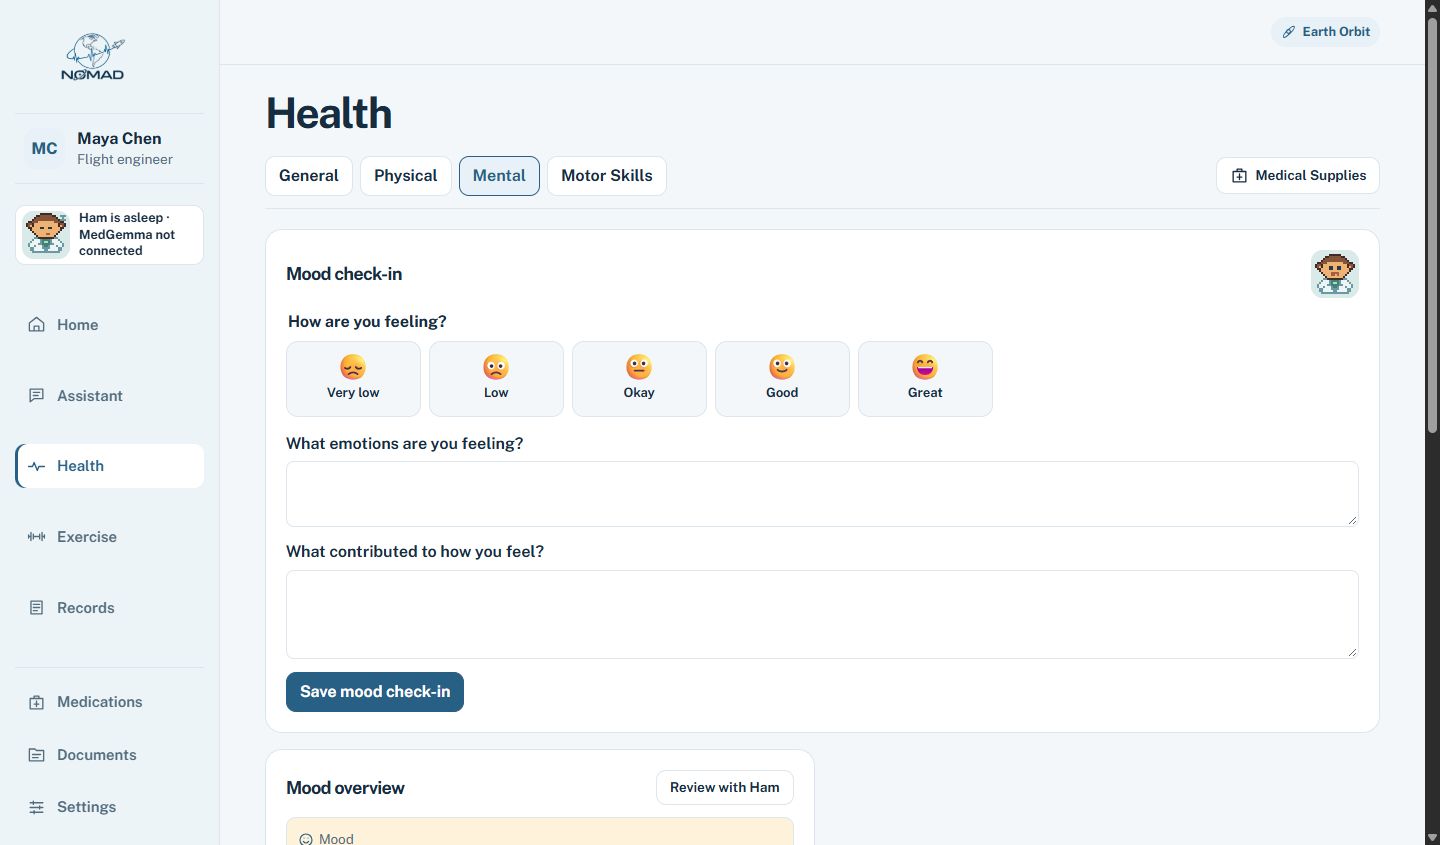 NOMAD
Earth Orbit
MC
Maya Chen
Flight engineer
Ham is asleep ·
MedGemma not
connected
Home
Assistant
Health
Exercise
Records
Medications
Documents
Settings
Health
General
Physical
Mental
Motor Skills
Medical Supplies
Mood check-in
How are you feeling?
Very low
Low
Okay
Good
Great
What emotions are you feeling?
What contributed to how you feel?
Save mood check-in
Mood overview
Review with Ham
Mood